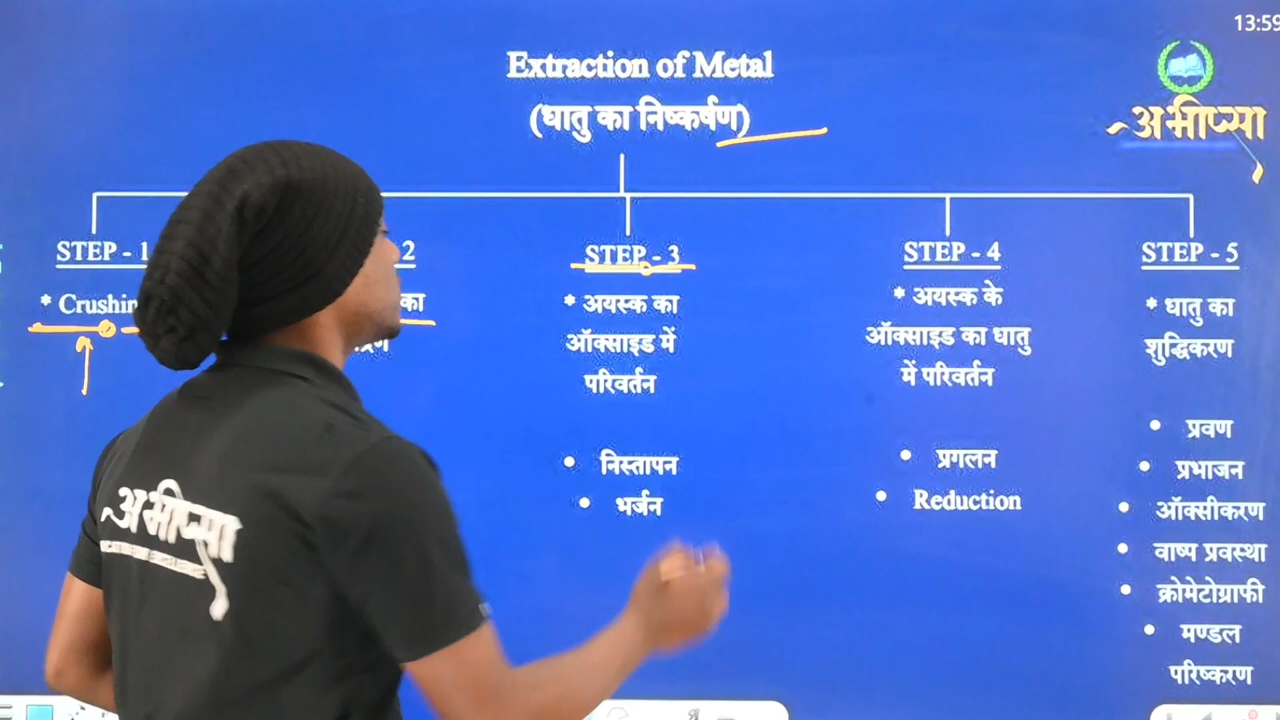 13:59
Extraction of Metal
(धातु का निष्कर्षण)
अभीप्सा
STEP - 1
2
STEP - 3
STEP - 4
STEP - 5
* अयस्क का
ऑक्साइड में
परिवर्तन
• निस्तापन
• भर्जन
* अयस्क के
ऑक्साइड का धातु
में परिवर्तन
• प्रगलन
• Reduction
* धातु का
शुद्धिकरण
• प्रवण
• प्रभाजन
• ऑक्सीकरण
• वाष्प प्रवस्था
• क्रोमेटोग्राफी
• मण्डल
परिष्करण
अभीप्सा